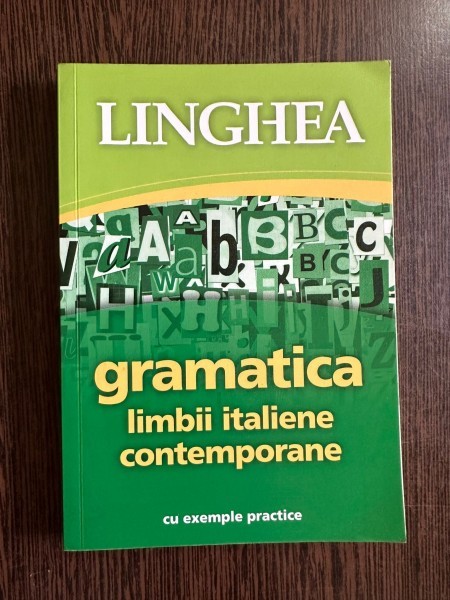 LINGHEA
gramatica
limbii italiene
contemporane
cu exemple practice